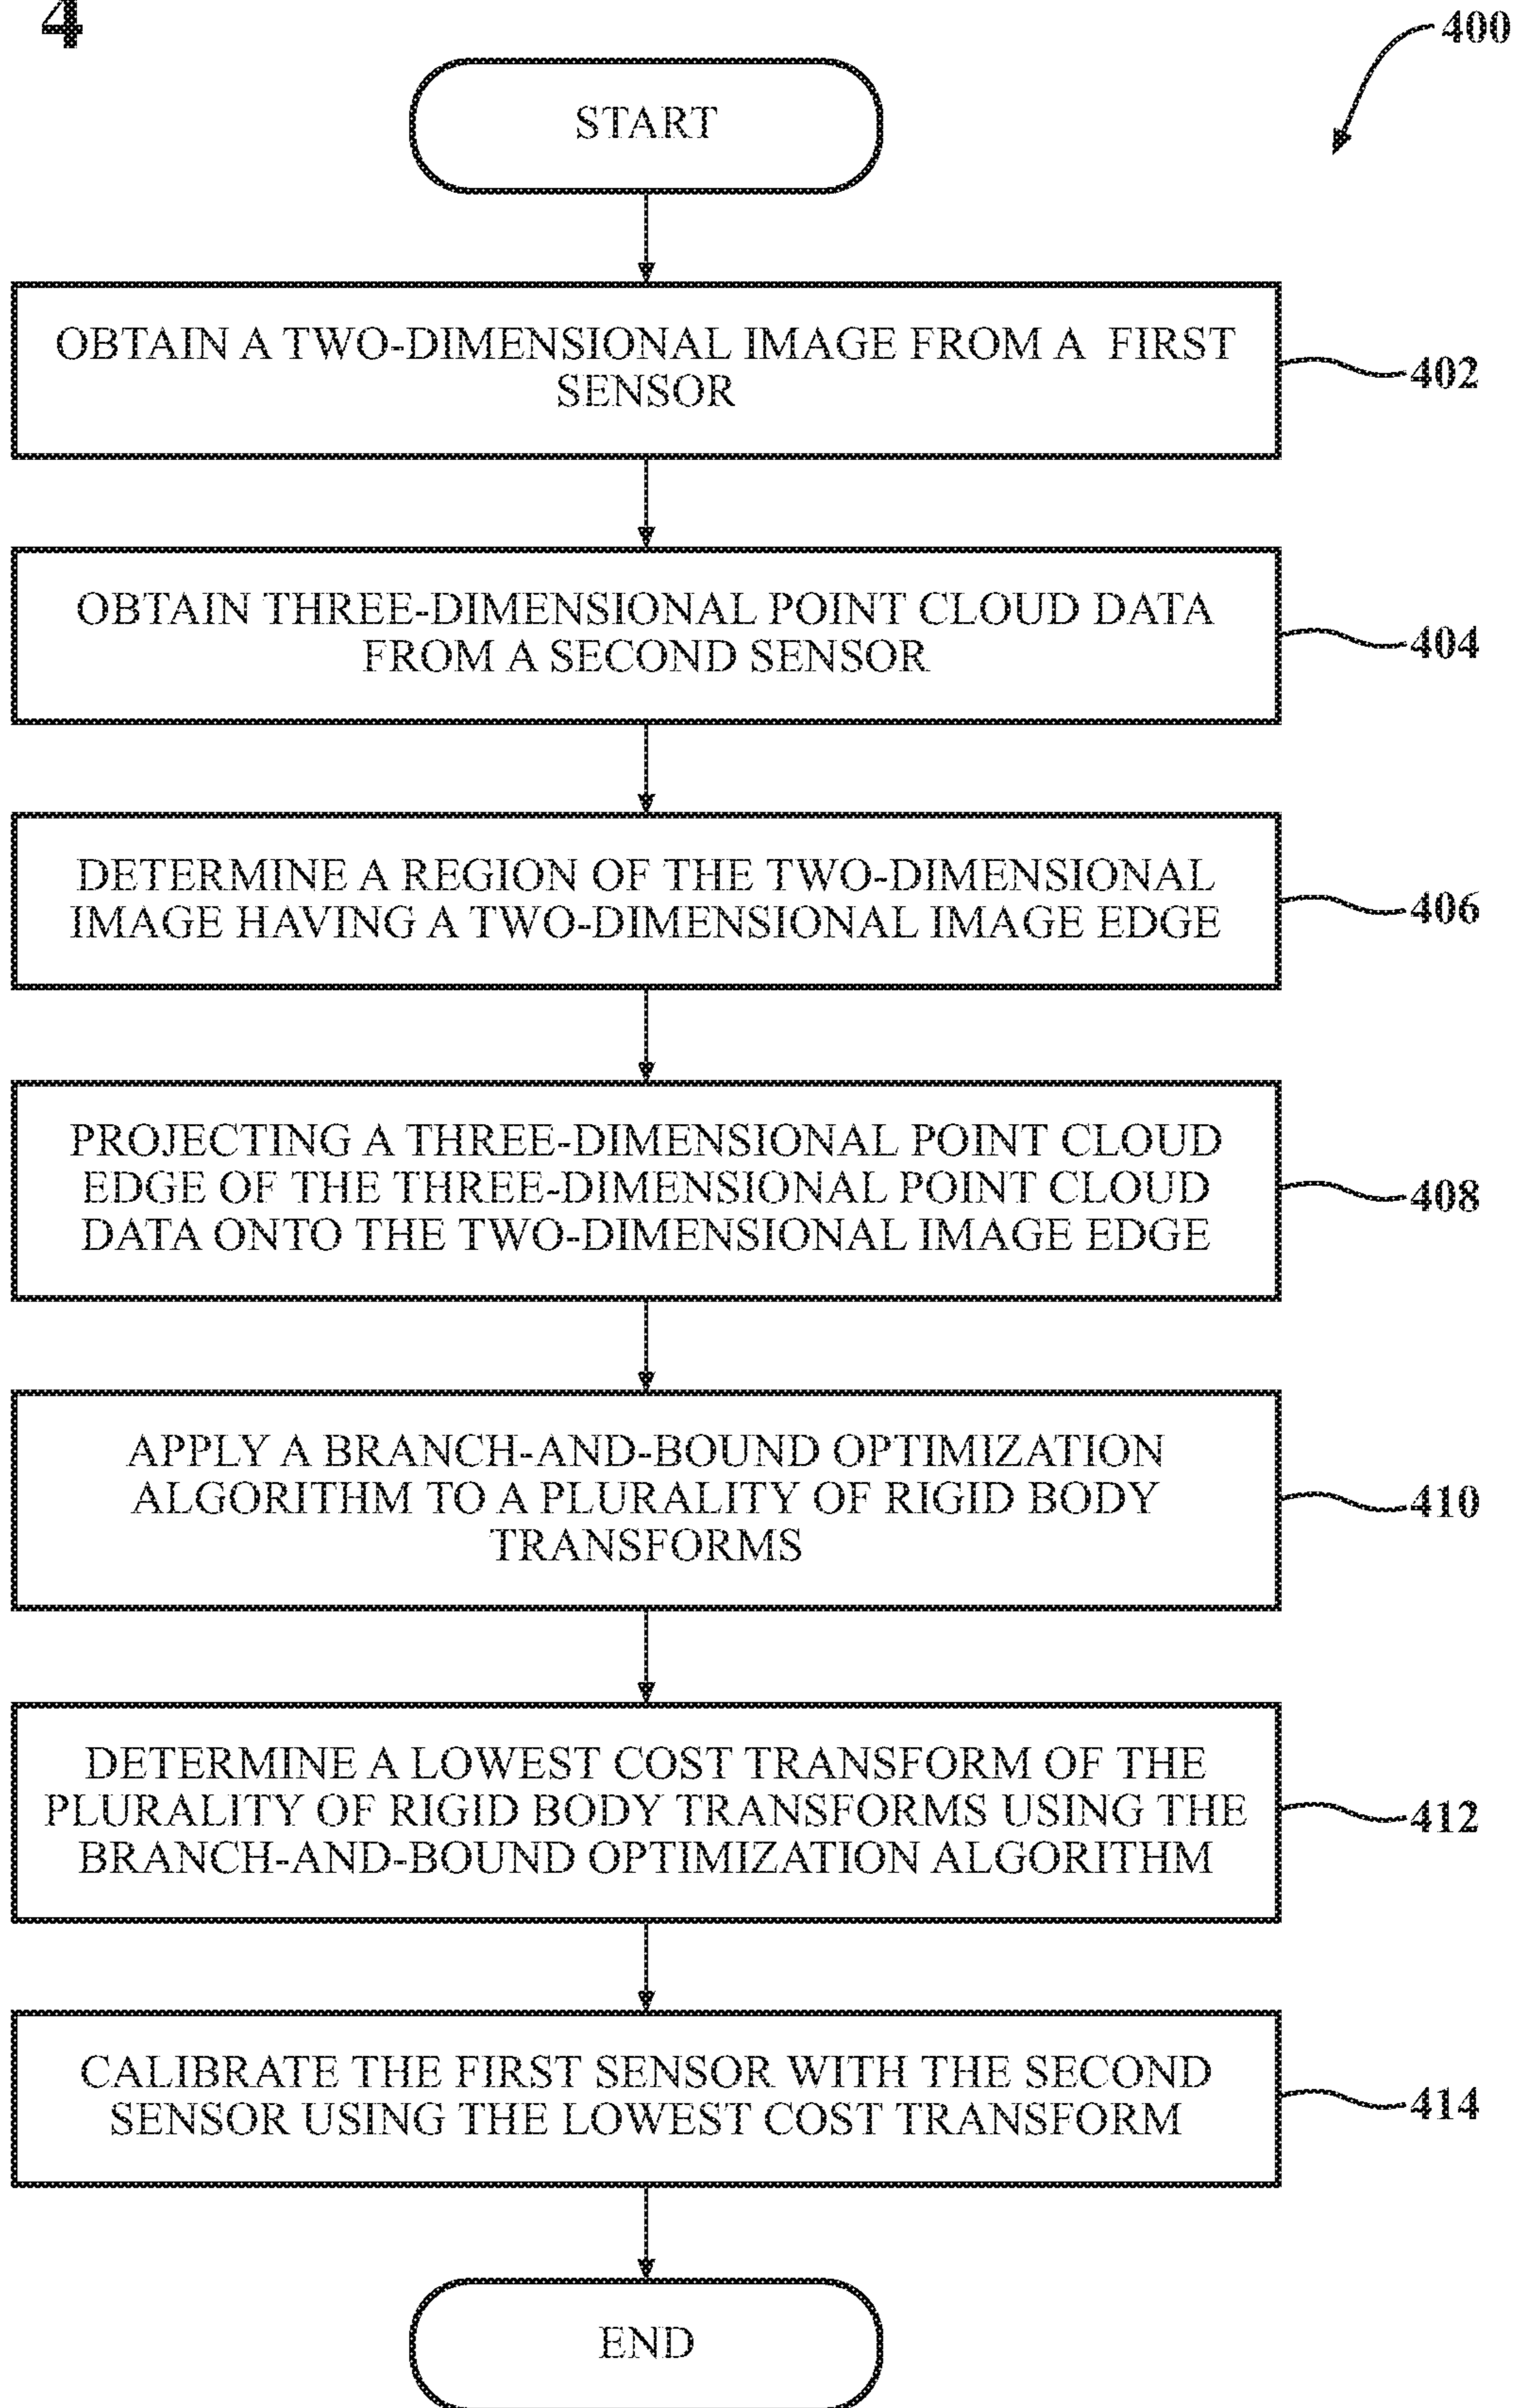 4
400
START
OBTAIN A TWO-DIMENSIONAL IMAGE FROM A FIRST
SENSOR
402
OBTAIN THREE-DIMENSIONAL POINT CLOUD DATA
FROM A SECOND SENSOR
404
DETERMINE A REGION OF THE TWO-DIMENSIONAL
IMAGE HAVING A TWO-DIMENSIONAL IMAGE EDGE
406
PROJECTING A THREE-DIMENSIONAL POINT CLOUD
EDGE OF THE THREE-DIMENSIONAL POINT CLOUD
DATA ONTO THE TWO-DIMENSIONAL IMAGE EDGE
408
APPLY A BRANCH-AND-BOUND OPTIMIZATION
ALGORITHM TO A PLURALITY OF RIGID BODY
TRANSFORMS
410
DETERMINE A LOWEST COST TRANSFORM OF THE
PLURALITY OF RIGID BODY TRANSFORMS USING THE
BRANCH-AND-BOUND OPTIMIZATION ALGORITHM
412
CALIBRATE THE FIRST SENSOR WITH THE SECOND
SENSOR USING THE LOWEST COST TRANSFORM
414
END